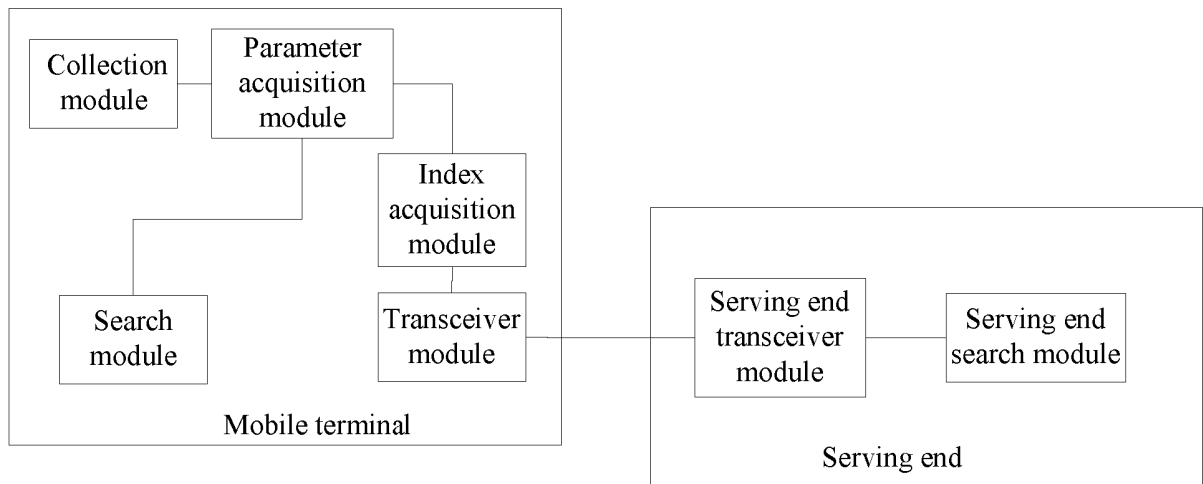 Collection
module
Parameter
acquisition
module
Index
acquisition
module
Search
module
Transceiver
module
Mobile terminal
Serving end
transceiver
module
Serving end
search module
Serving end